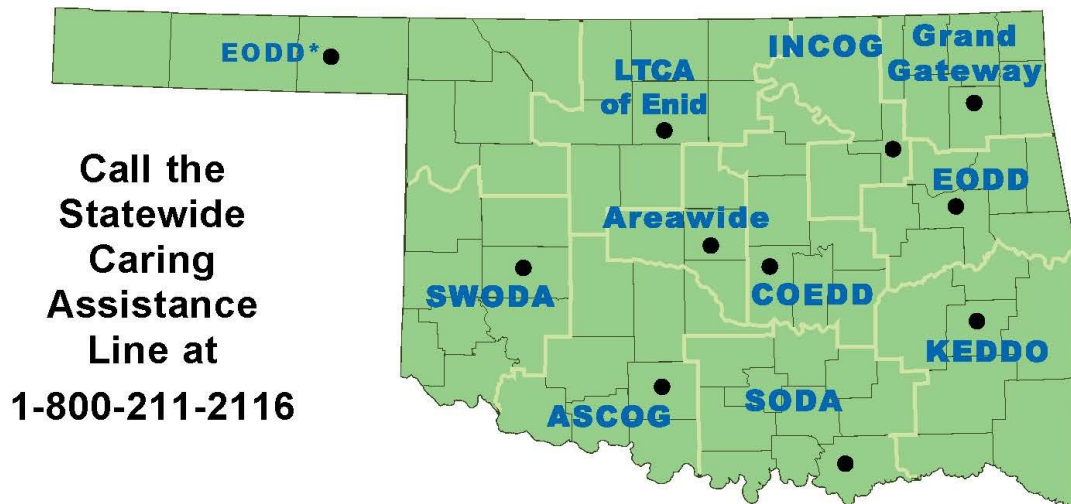 EODD*
INCOG
Grand
Gateway
LTCA
of Enid
Call the
Statewide
Caring
Assistance
Line at
1-800-211-2116
EODD
Areawide
SWODA
COEDD
KEDDO
ASCOG
SODA